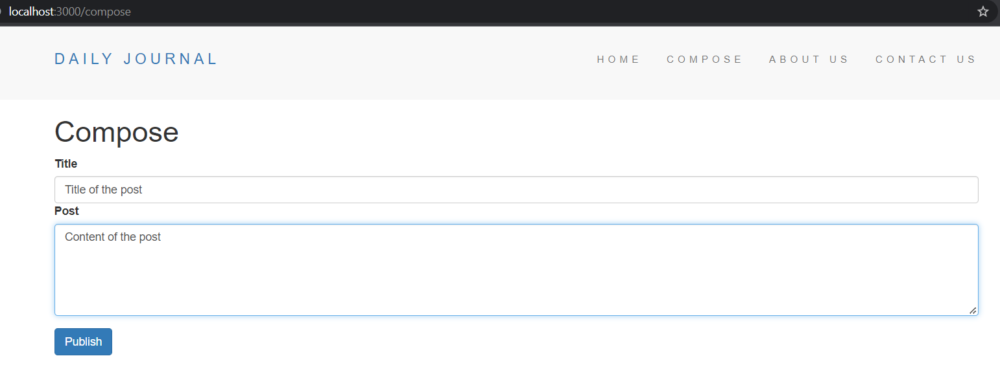 localhost:3000/compose
DAILY JOURNAL HOME COMPOSE ABOUT US CONTACT US
Compose
Title
Title of the post
Post
Content of the post
Publish